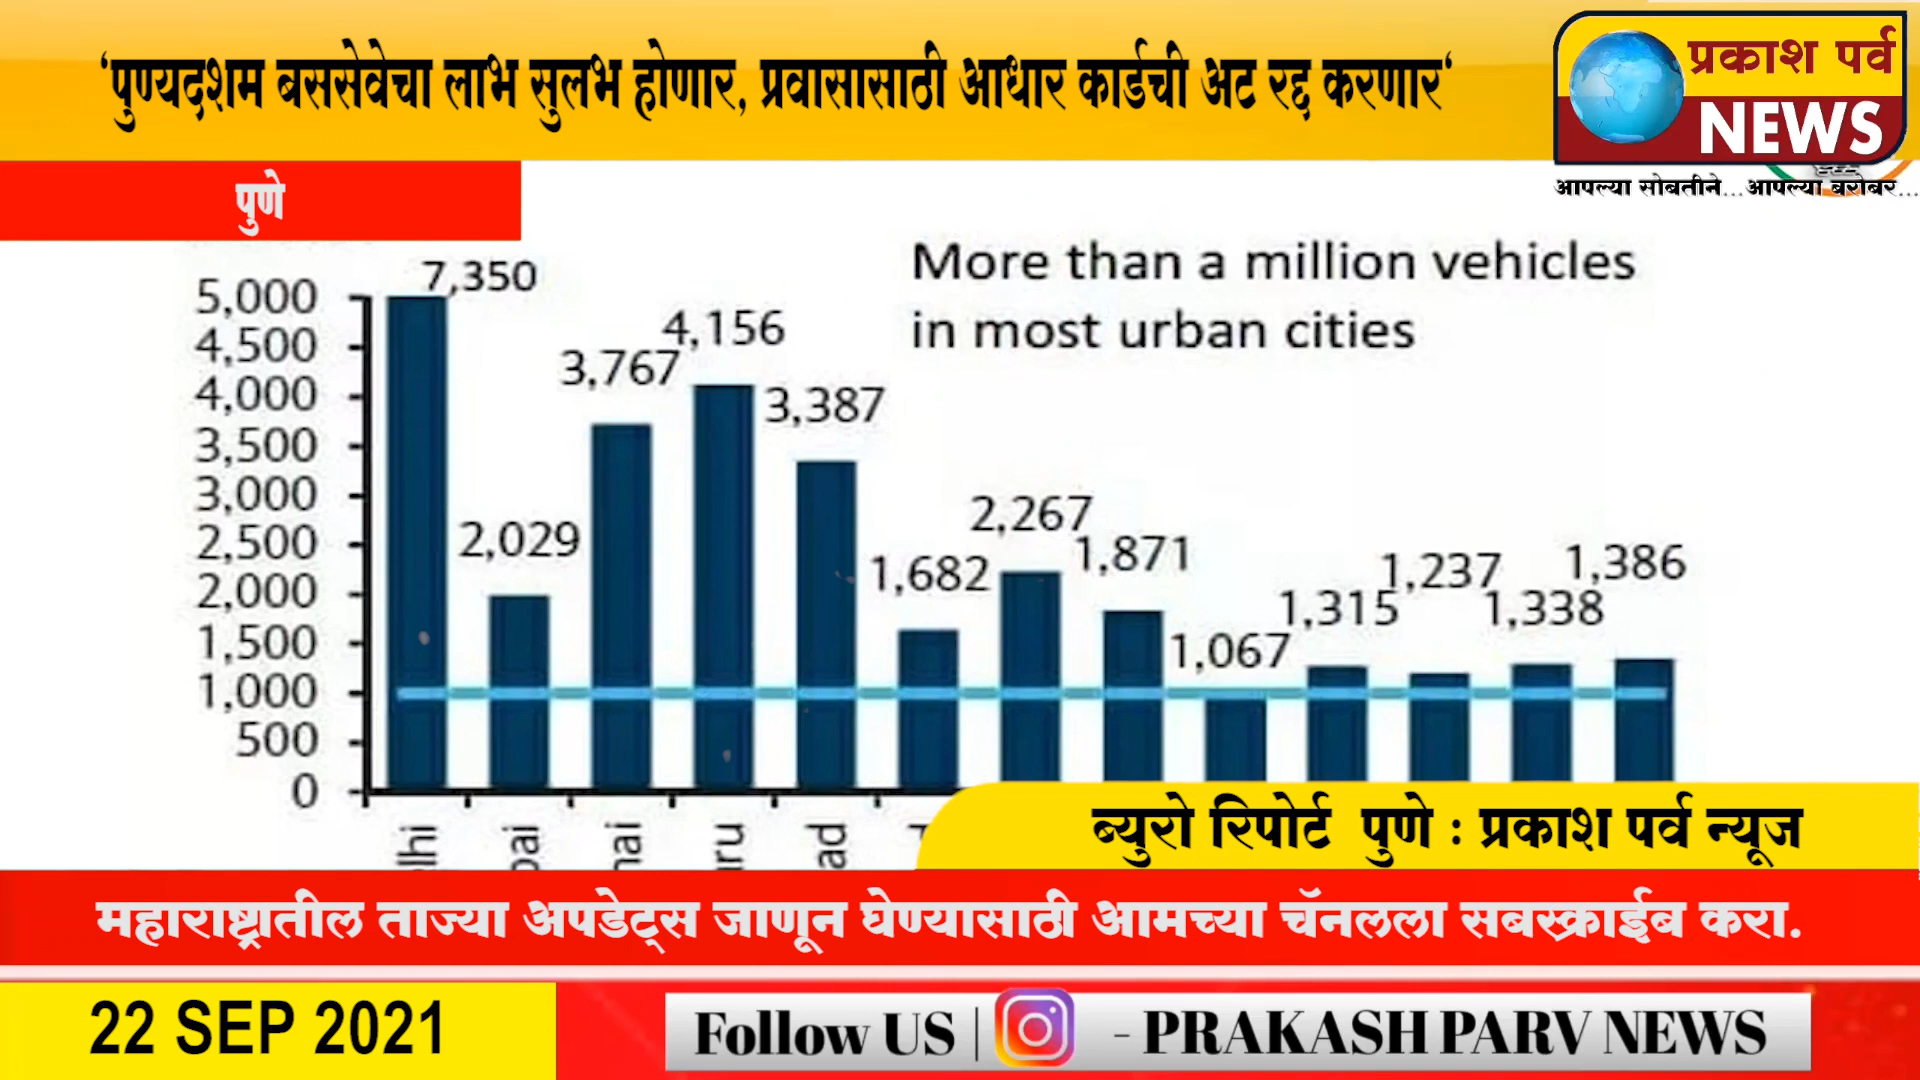 ‘पुण्यदशम बससेवेचा लाभ सुलभ होणार, प्रवासासाठी आधार कार्डची अट रद्द करणार‘
प्रकाश पर्व
NEWS
आपल्या सोबतीने...आपल्या बरोबर...
पुणे
More than a million vehicles
in most urban cities
5,000
4,500
4,000
3,500
3,000
2,500
2,000
1,500
1,000
500
0
7,350
2,029
3,767
4,156
3,387
1,682
2,267
1,871
1,067
1,315
1,237
1,338
1,386
ब्युरो रिपोर्ट पुणे : प्रकाश पर्व न्यूज
महाराष्ट्रातील ताज्या अपडेट्स जाणून घेण्यासाठी आमच्या चॅनलला सबस्क्राईब करा.
22 SEP 2021
Follow US | - PRAKASH PARV NEWS